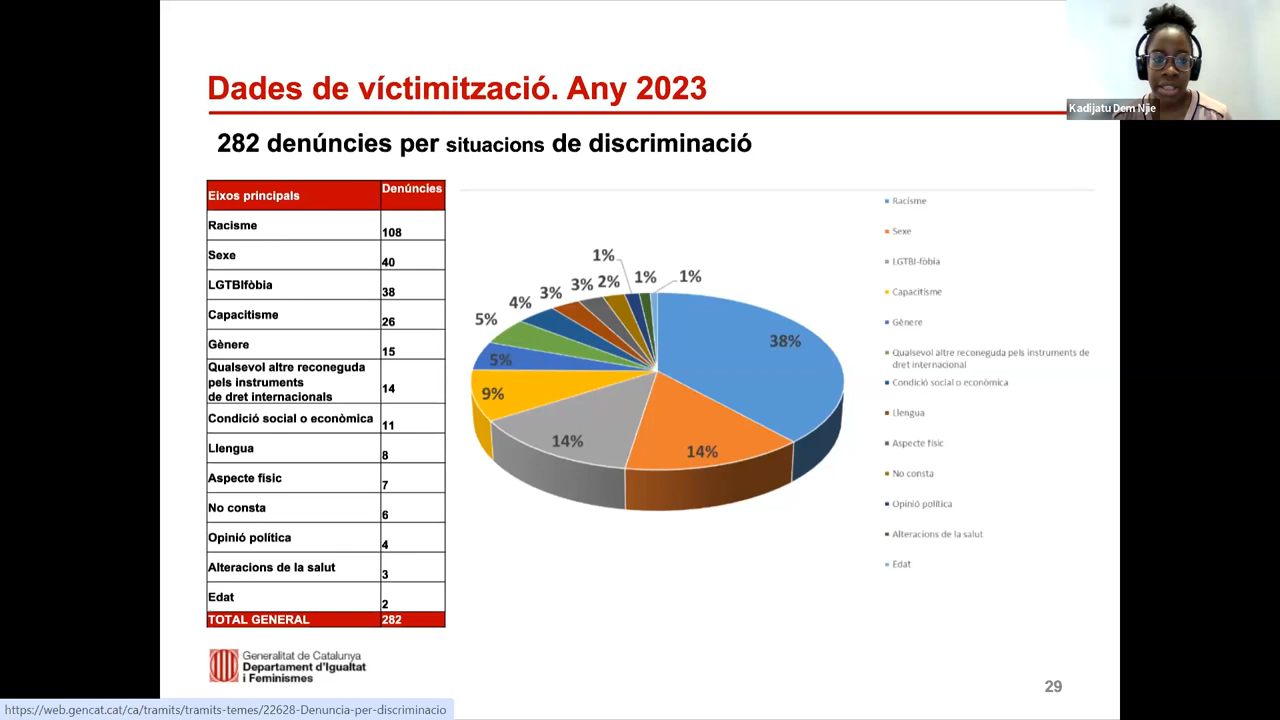 Dades de víctimització. Any 2023
Kadijatu Dem Njie
282 denúncies per situacions de discriminació
Eixos principals Denúncies
Racisme 108
Sexe 40
LGTBIfòbia 38
Capacitisme 26
Gènere 15
Qualsevol altre reconeguda
pels instruments
de dret internacionals 14
Condició social o econòmica 11
Llengua 8
Aspecte físic 7
No consta 6
Opinió política 4
Alteracions de la salut 3
Edat 2
TOTAL GENERAL 282
38%
14%
14%
9%
5%
5%
4%
3%
3%
2%
1%
1%
1%
Racisme
Sexe
LGTBI-fòbia
Capacitisme
Gènere
Qualsevol altre reconeguda pels instruments de
dret internacional
Condició social o econòmica
Llengua
Aspecte físic
No consta
Opinió política
Alteracions de la salut
Edat
Generalitat de Catalunya
Departament d'Igualtat
i Feminismes
29
https://web.gencat.cat/ca/tramits/tramits-temes/22628-Denuncia-per-discriminacio